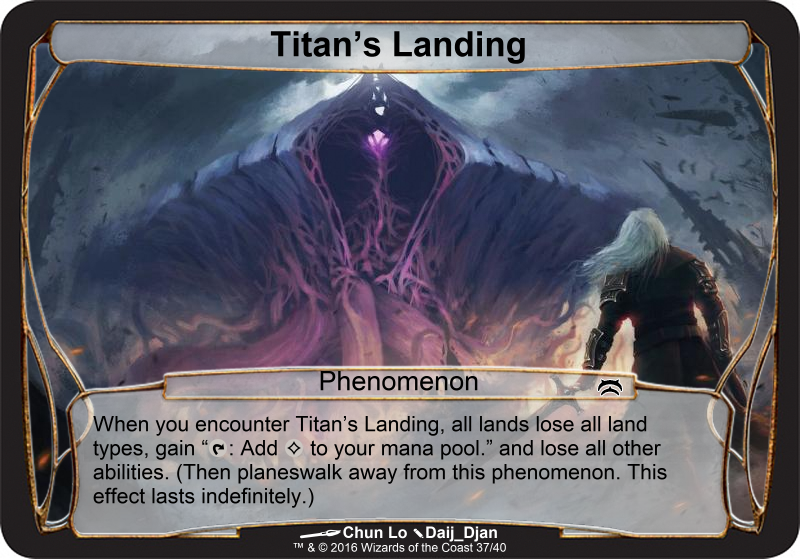 Titan’s Landing
Phenomenon
When you encounter Titan’s Landing, all lands lose all land
types, gain “: Add to your mana pool.” and lose all other
abilities. (Then planeswalk away from this phenomenon. This
effect lasts indefinitely.)
Chun Lo Daij_Djan
™ & © 2016 Wizards of the Coast 37/40